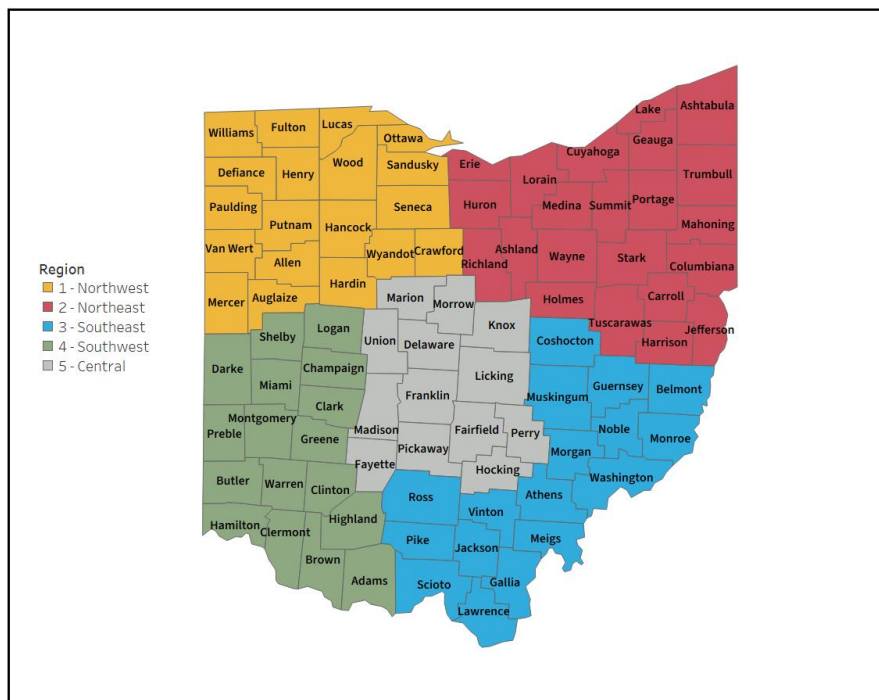 Region
1 - Northwest
2 - Northeast
3 - Southeast
4 - Southwest
5 - Central
Williams
Fulton
Lucas
Ottawa
Defiance
Henry
Wood
Sandusky
Paulding
Putnam
Hancock
Seneca
Van Wert
Allen
Wyandot
Crawford
Mercer
Auglaize
Hardin
Lake
Ashtabula
Geauga
Cuyahoga
Erie
Lorain
Trumbull
Huron
Medina
Summit
Portage
Mahoning
Richland
Ashland
Wayne
Stark
Columbiana
Holmes
Carroll
Tuscarawas
Jefferson
Harrison
Marion
Morrow
Knox
Union
Delaware
Licking
Franklin
Madison
Fairfield
Perry
Pickaway
Fayette
Hocking
Logan
Shelby
Darke
Champaign
Miami
Clark
Montgomery
Preble
Greene
Butler
Warren
Clinton
Hamilton
Clermont
Highland
Brown
Adams
Coshocton
Guernsey
Belmont
Muskingum
Noble
Monroe
Morgan
Washington
Athens
Ross
Vinton
Meigs
Pike
Jackson
Gallia
Scioto
Lawrence